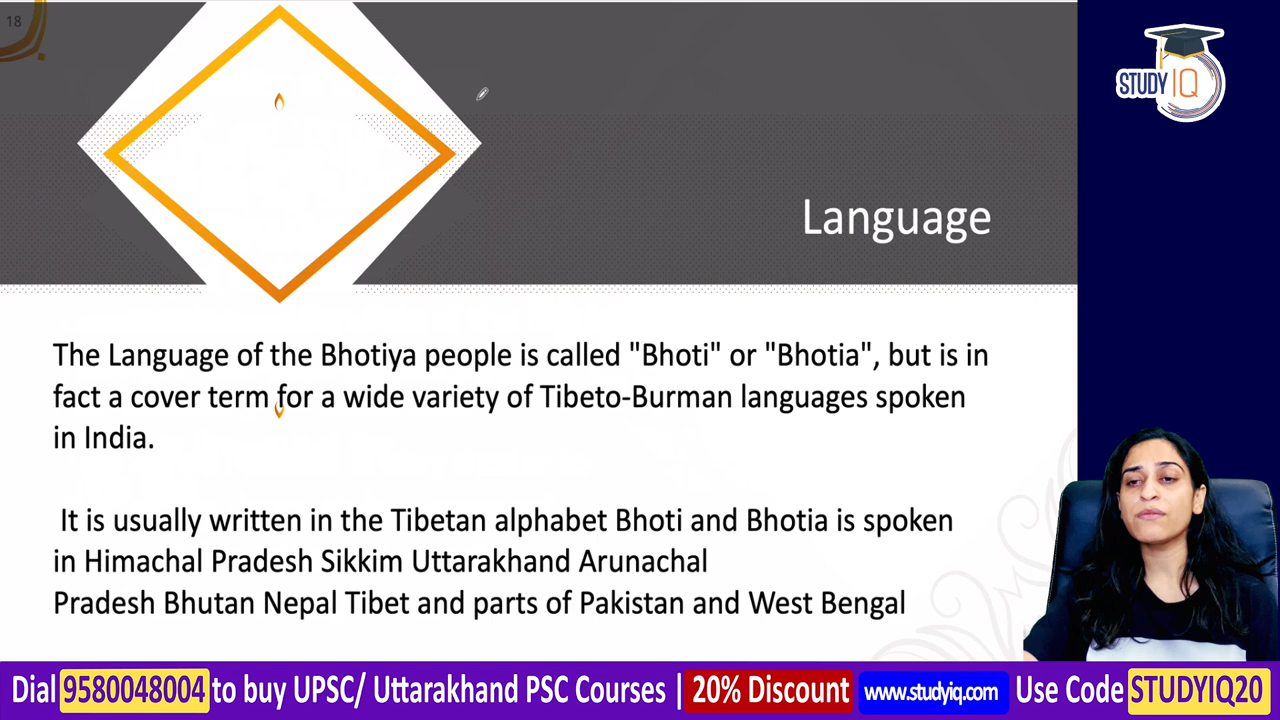 18
STUDY IQ
Language
The Language of the Bhotiya people is called "Bhoti" or "Bhotia", but is in
fact a cover term for a wide variety of Tibeto-Burman languages spoken
in India.
It is usually written in the Tibetan alphabet Bhoti and Bhotia is spoken
in Himachal Pradesh Sikkim Uttarakhand Arunachal
Pradesh Bhutan Nepal Tibet and parts of Pakistan and West Bengal
Dial 9580048004 to buy UPSC/ Uttarakhand PSC Courses | 20% Discount www.studyiq.com Use Code STUDYIQ20